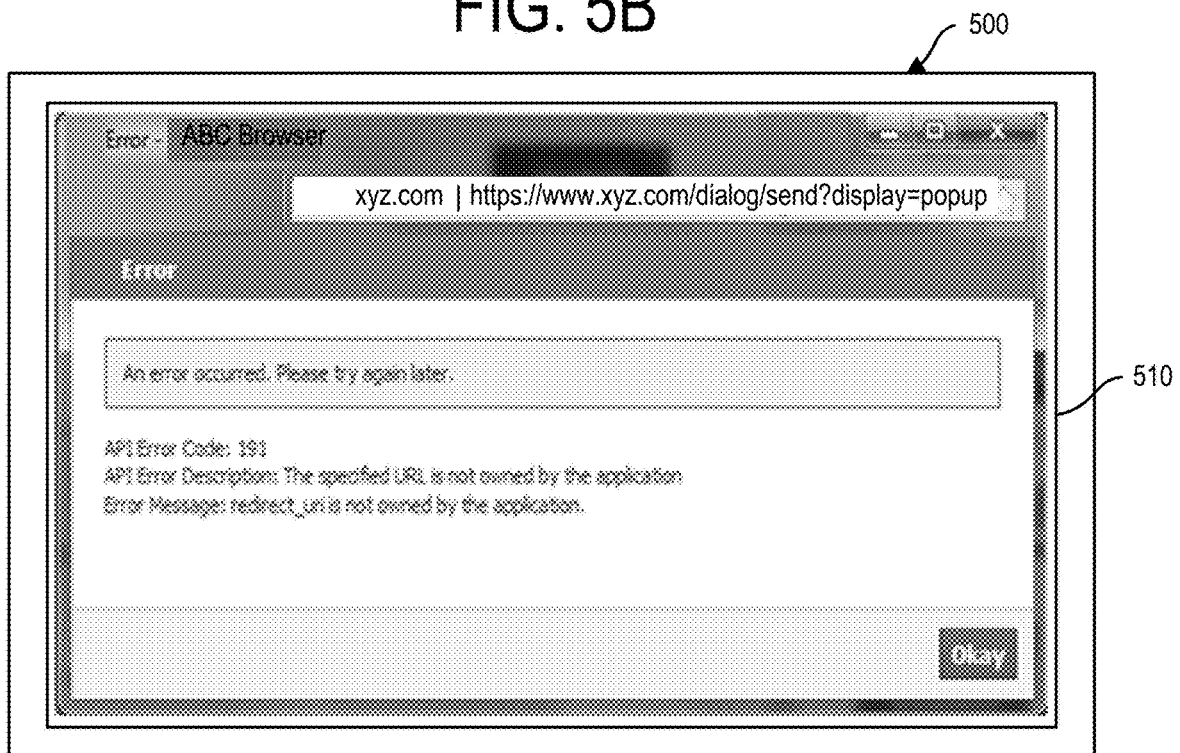 FIG. 5B
500
Error - ABC Browser
xyz.com | https://www.xyz.com/dialog/send?display=popup
Error
An error occurred. Please try again later.
510
API Error Code: 191
API Error Description: The specified URL is not owned by the application
Error Message: redirect_uri is not owned by the application.
Okay